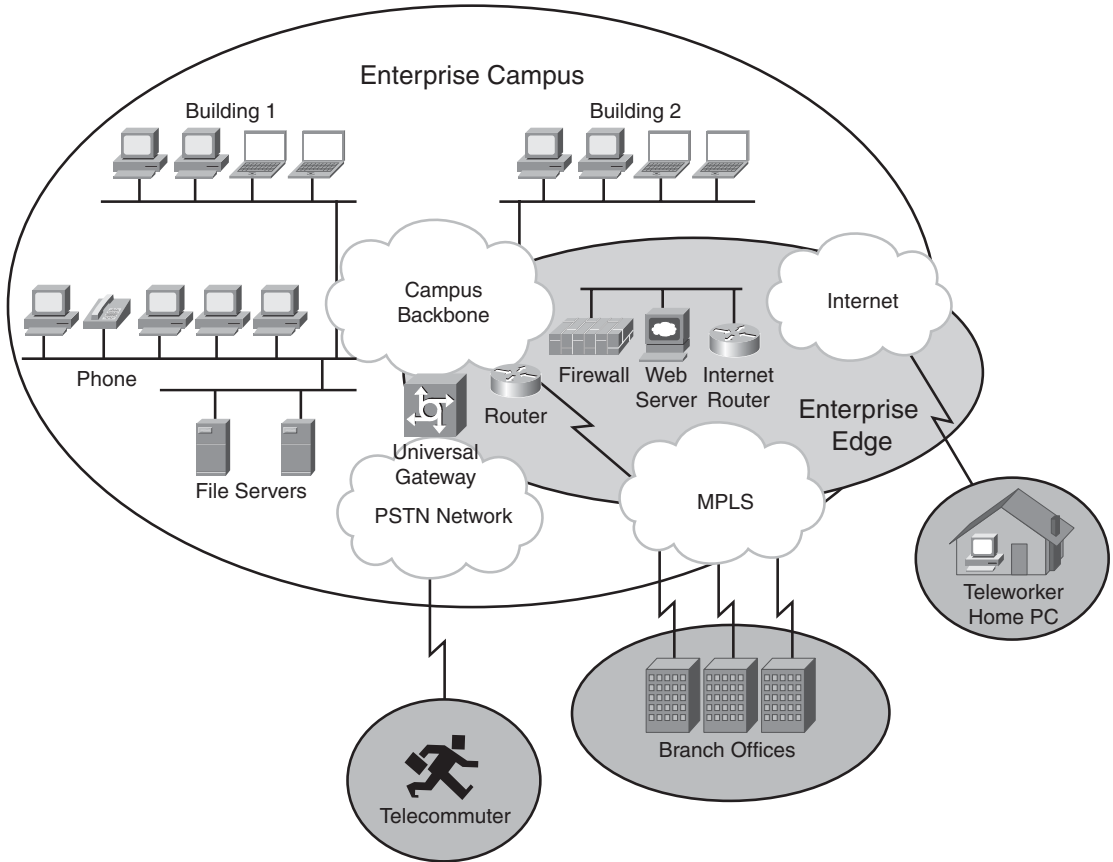 Enterprise Campus
Building 1
Building 2
Campus
Backbone
Internet
Phone
Firewall
Web
Server
Internet
Router
Router
Enterprise
Edge
Universal
Gateway
File Servers
PSTN Network
MPLS
Teleworker
Home PC
Branch Offices
Telecommuter